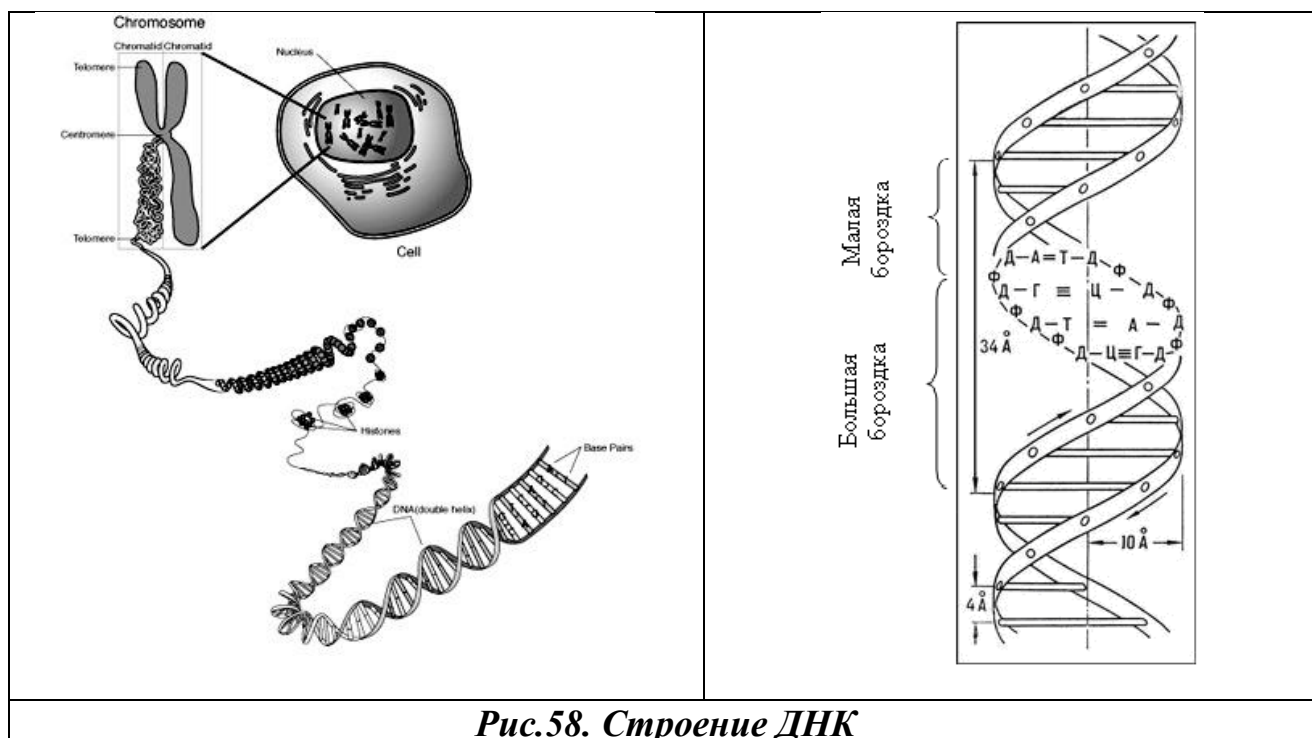 Chromosome
Chromatid Chromatid
Telomere
Centromere
Telomere
Nucleus
Cell
Histones
Base Pairs
DNA(double helix)
Малая
бороздка
Большая
бороздка
Д–А=Т–Д
Ф
Ф
Д–Г ≡ Ц – Д
Ф
Ф
Д–Т = А – Д
Ф
Ф
Д–Ц≡Г–Д
34 Å
10 Å
4 Å
Рис.58. Строение ДНК